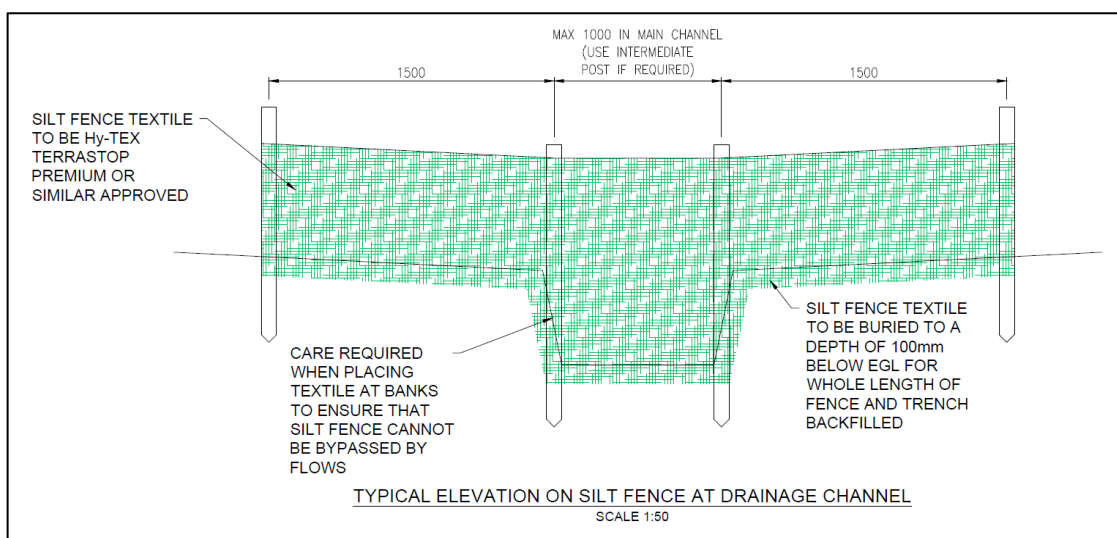 MAX 1000 IN MAIN CHANNEL
(USE INTERMEDIATE
POST IF REQUIRED)
1500
1500
SILT FENCE TEXTILE
TO BE Hy-TEX
TERRASTOP
PREMIUM OR
SIMILAR APPROVED
CARE REQUIRED
WHEN PLACING
TEXTILE AT BANKS
TO ENSURE THAT
SILT FENCE CANNOT
BE BYPASSED BY
FLOWS
SILT FENCE TEXTILE
TO BE BURIED TO A
DEPTH OF 100mm
BELOW EGL FOR
WHOLE LENGTH OF
FENCE AND TRENCH
BACKFILLED
TYPICAL ELEVATION ON SILT FENCE AT DRAINAGE CHANNEL
SCALE 1:50